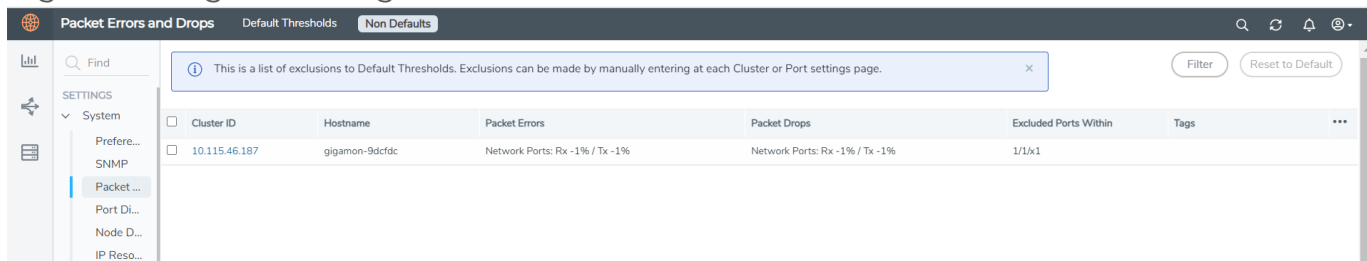 Packet Errors and Drops Default Thresholds Non Defaults
Find
This is a list of exclusions to Default Thresholds. Exclusions can be made by manually entering at each Cluster or Port settings page.
Filter Reset to Default
SETTINGS
System
Prefere...
SNMP
Packet ...
Port Di...
Node D...
IP Reso...
Cluster ID Hostname Packet Errors Packet Drops Excluded Ports Within Tags
10.115.46.187 gigamon-9dcfdc Network Ports: Rx -1% / Tx -1% Network Ports: Rx -1% / Tx -1% 1/1/x1